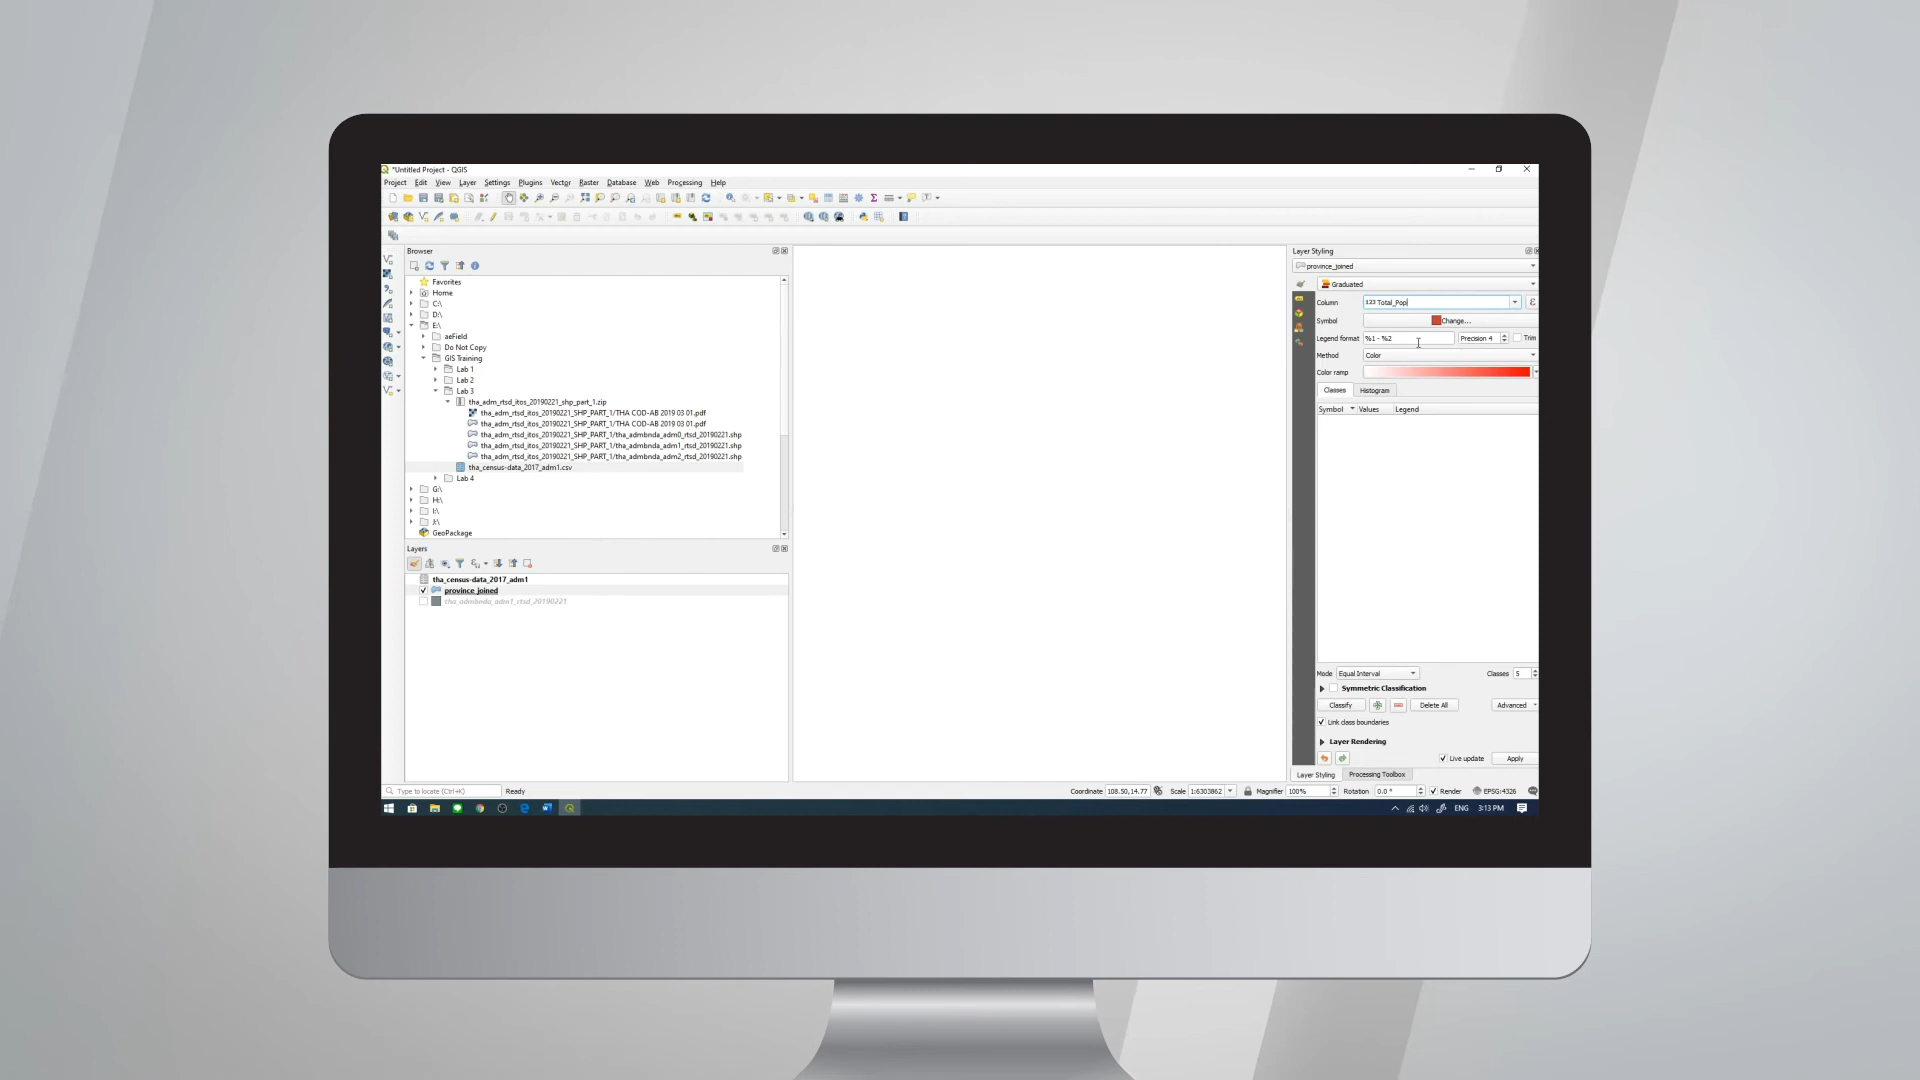 *Untitled Project - QGIS
Project Edit View Layer Settings Plugins Vector Raster Database Web Processing Help
Browser
Favorites
Home
C:\
D:\
E:\
aeField
Do Not Copy
GIS Training
Lab 1
Lab 2
Lab 3
tha_adm_rtsd_itos_20190221_shp_part_1.zip
tha_adm_rtsd_itos_20190221_SHP_PART_1/THA COD-AB 2019 03 01.pdf
tha_adm_rtsd_itos_20190221_SHP_PART_1/THA COD-AB 2019 03 01.pdf
tha_adm_rtsd_itos_20190221_SHP_PART_1/tha_admbnda_adm0_rtsd_20190221.shp
tha_adm_rtsd_itos_20190221_SHP_PART_1/tha_admbnda_adm1_rtsd_20190221.shp
tha_adm_rtsd_itos_20190221_SHP_PART_1/tha_admbnda_adm2_rtsd_20190221.shp
tha_census-data_2017_adm1.csv
Lab 4
G:\
H:\
I:\
J:\
GeoPackage
Layers
tha_census-data_2017_adm1
province_joined
tha_admbnda_adm1_rtsd_20190221
Layer Styling
province_joined
Graduated
Column 123 Total_Pop ε
Symbol Change...
Legend format %1 - %2 Precision 4 Trim
Method Color
Color ramp
Classes Histogram
Symbol Values Legend
Mode Equal Interval Classes 5
Symmetric Classification
Classify Delete All Advanced
Link class boundaries
Layer Rendering
Live update Apply
Layer Styling Processing Toolbox
Type to locate (Ctrl+K) Ready Coordinate 108.50,14.77 Scale 1:6303862 Magnifier 100% Rotation 0.0 ° Render EPSG:4326
ENG 3:13 PM